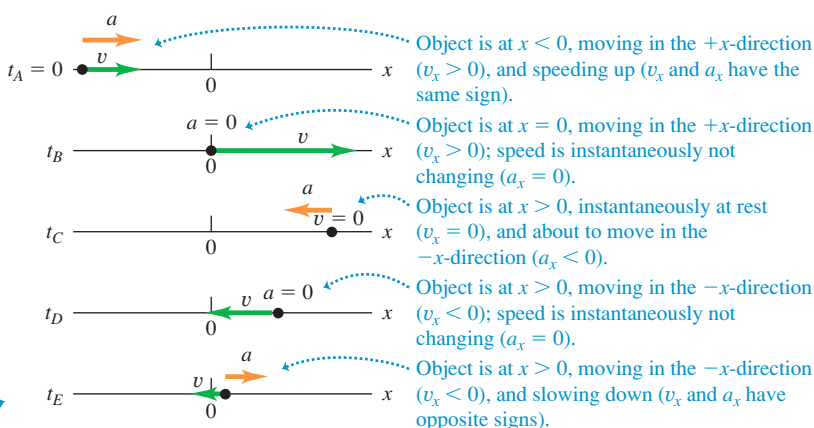 a
v
t_A = 0
x
0
Object is at x < 0, moving in the +x-direction
(v_x > 0), and speeding up (v_x and a_x have the
same sign).
a = 0
v
t_B
x
0
Object is at x = 0, moving in the +x-direction
(v_x > 0); speed is instantaneously not
changing (a_x = 0).
a
v = 0
t_C
x
0
Object is at x > 0, instantaneously at rest
(v_x = 0), and about to move in the
−x-direction (a_x < 0).
v a = 0
t_D
x
0
Object is at x > 0, moving in the −x-direction
(v_x < 0); speed is instantaneously not
changing (a_x = 0).
a
v
t_E
x
0
Object is at x > 0, moving in the −x-direction
(v_x < 0), and slowing down (v_x and a_x have
opposite signs).